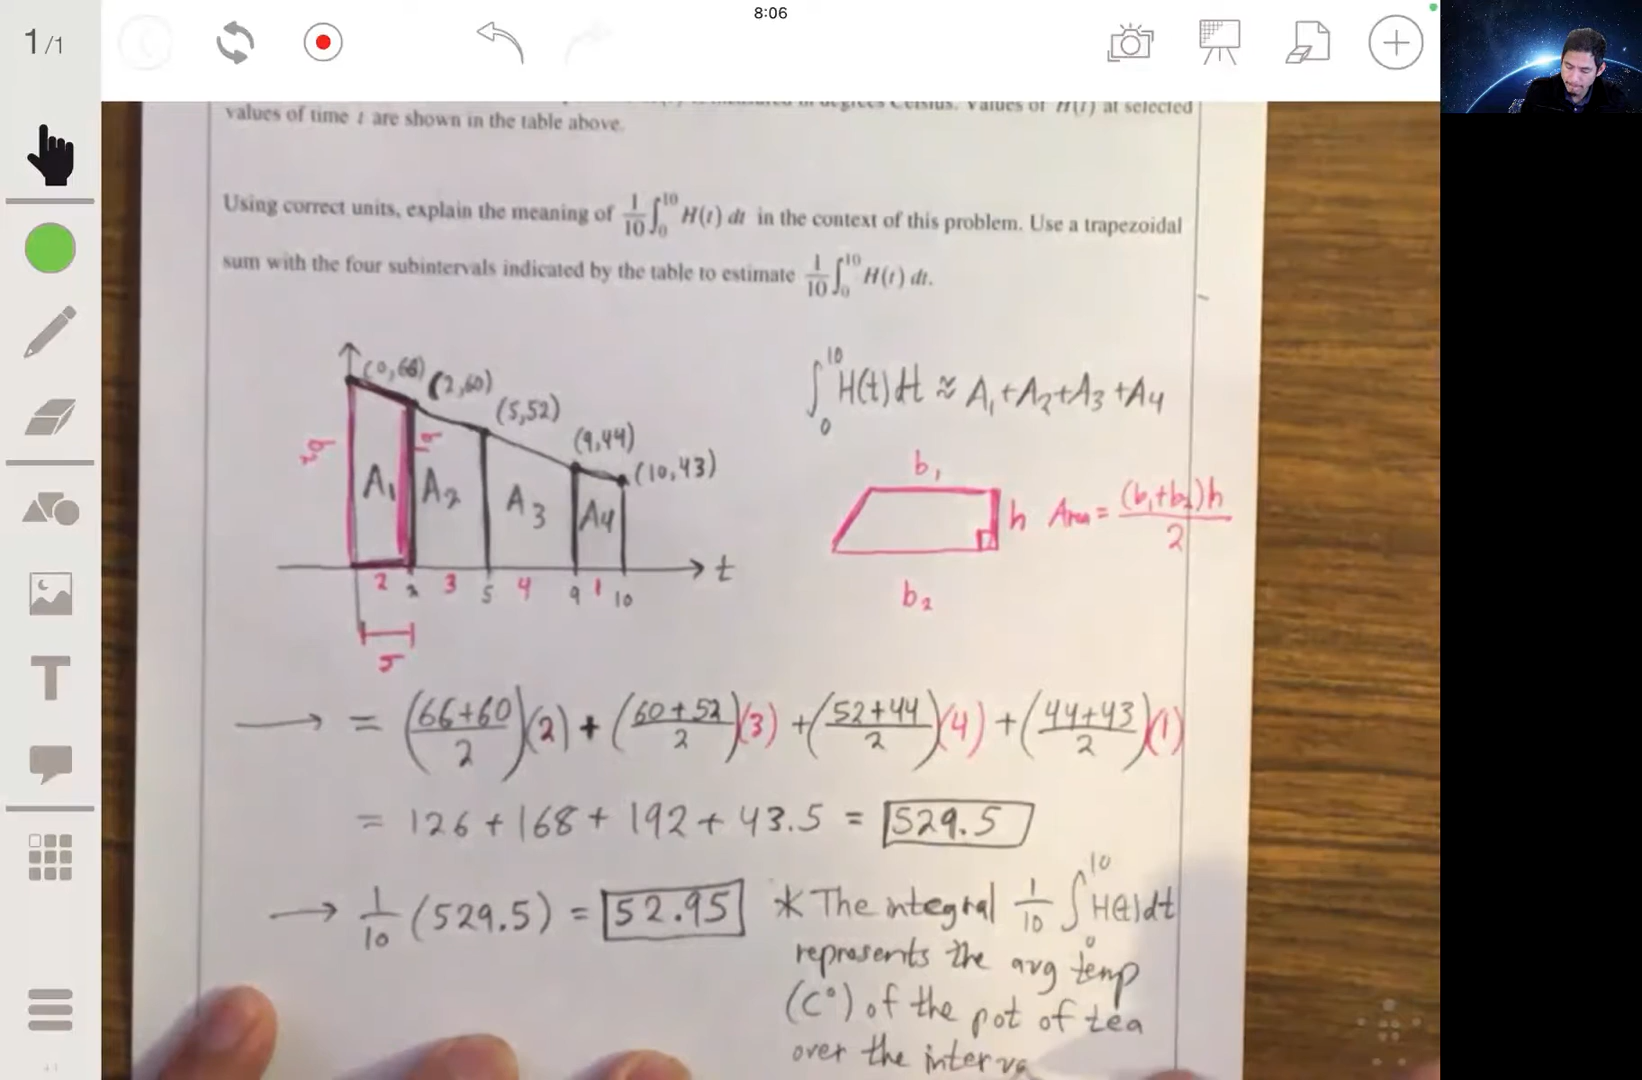 8:06
1/1
values of time t are shown in the table above.
Using correct units, explain the meaning of 1/10 ∫₀¹⁰ H(t) dt in the context of this problem. Use a trapezoidal
sum with the four subintervals indicated by the table to estimate 1/10 ∫₀¹⁰ H(t) dt.
(0,66)
(2,60)
(5,52)
(9,44)
(10,43)
A₁ A₂ A₃ A₄
2 2 3 5 4 9 1 10
t
∫₀¹⁰ H(t)dt ≈ A₁+A₂+A₃+A₄
b₁
h Area = (b₁+b₂)h/2
b₂
⟶ = ((66+60)/2)(2) + ((60+52)/2)(3) + ((52+44)/2)(4) + ((44+43)/2)(1)
= 126 + 168 + 192 + 43.5 = 529.5
⟶ 1/10 (529.5) = 52.95
* The integral 1/10 ∫₀¹⁰ H(t)dt
represents the avg temp
(C°) of the pot of tea
over the
T